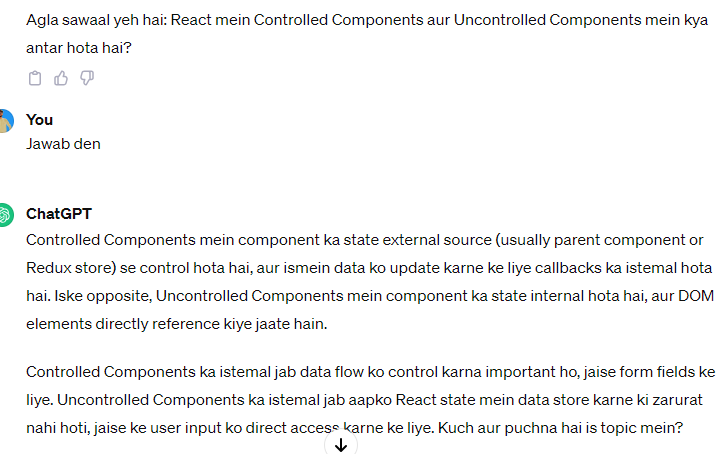 Agla sawaal yeh hai: React mein Controlled Components aur Uncontrolled Components mein kya
antar hota hai?
You
Jawab den
ChatGPT
Controlled Components mein component ka state external source (usually parent component or
Redux store) se control hota hai, aur ismein data ko update karne ke liye callbacks ka istemal hota
hai. Iske opposite, Uncontrolled Components mein component ka state internal hota hai, aur DOM
elements directly reference kiye jaate hain.
Controlled Components ka istemal jab data flow ko control karna important ho, jaise form fields ke
liye. Uncontrolled Components ka istemal jab aapko React state mein data store karne ki zarurat
nahi hoti, jaise ke user input ko direct access karne ke liye. Kuch aur puchna hai is topic mein?